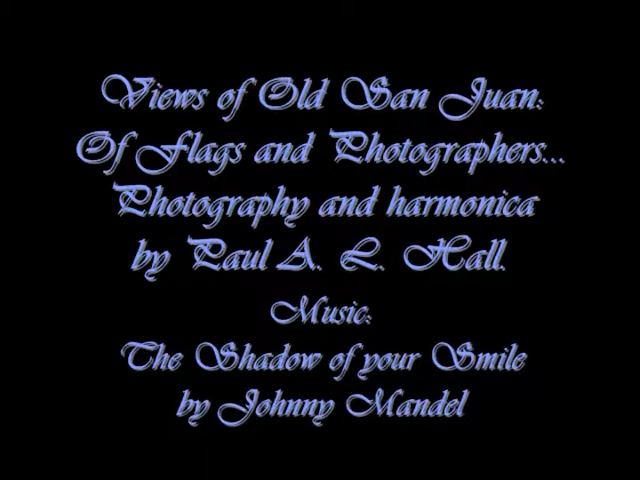 Views of Old San Juan:
Of Flags and Photographers...
Photography and harmonica
by Paul A. L. Hall.
Music:
The Shadow of your Smile
by Johnny Mandel